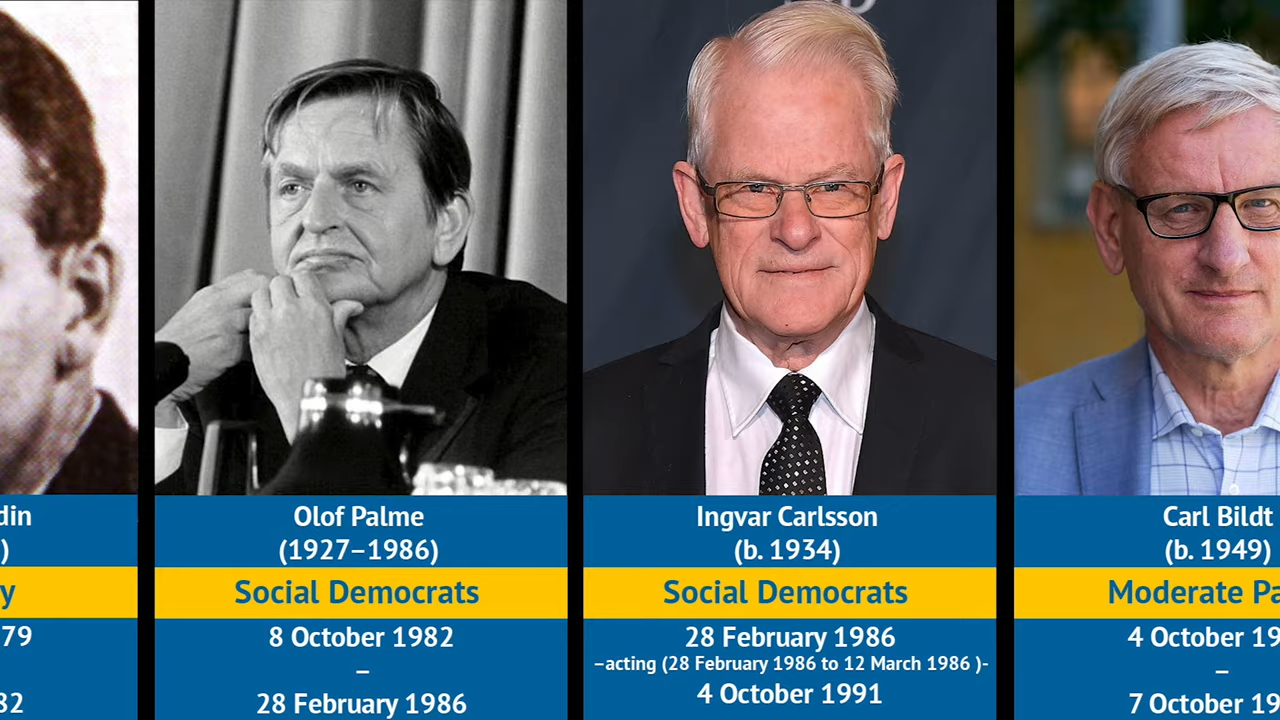 din
)
y
79
82
Olof Palme
(1927–1986)
Social Democrats
8 October 1982
–
28 February 1986
Ingvar Carlsson
(b. 1934)
Social Democrats
28 February 1986
–acting (28 February 1986 to 12 March 1986 )-
4 October 1991
Carl Bildt
(b. 1949)
Moderate Pa
4 October 19
–
7 October 19